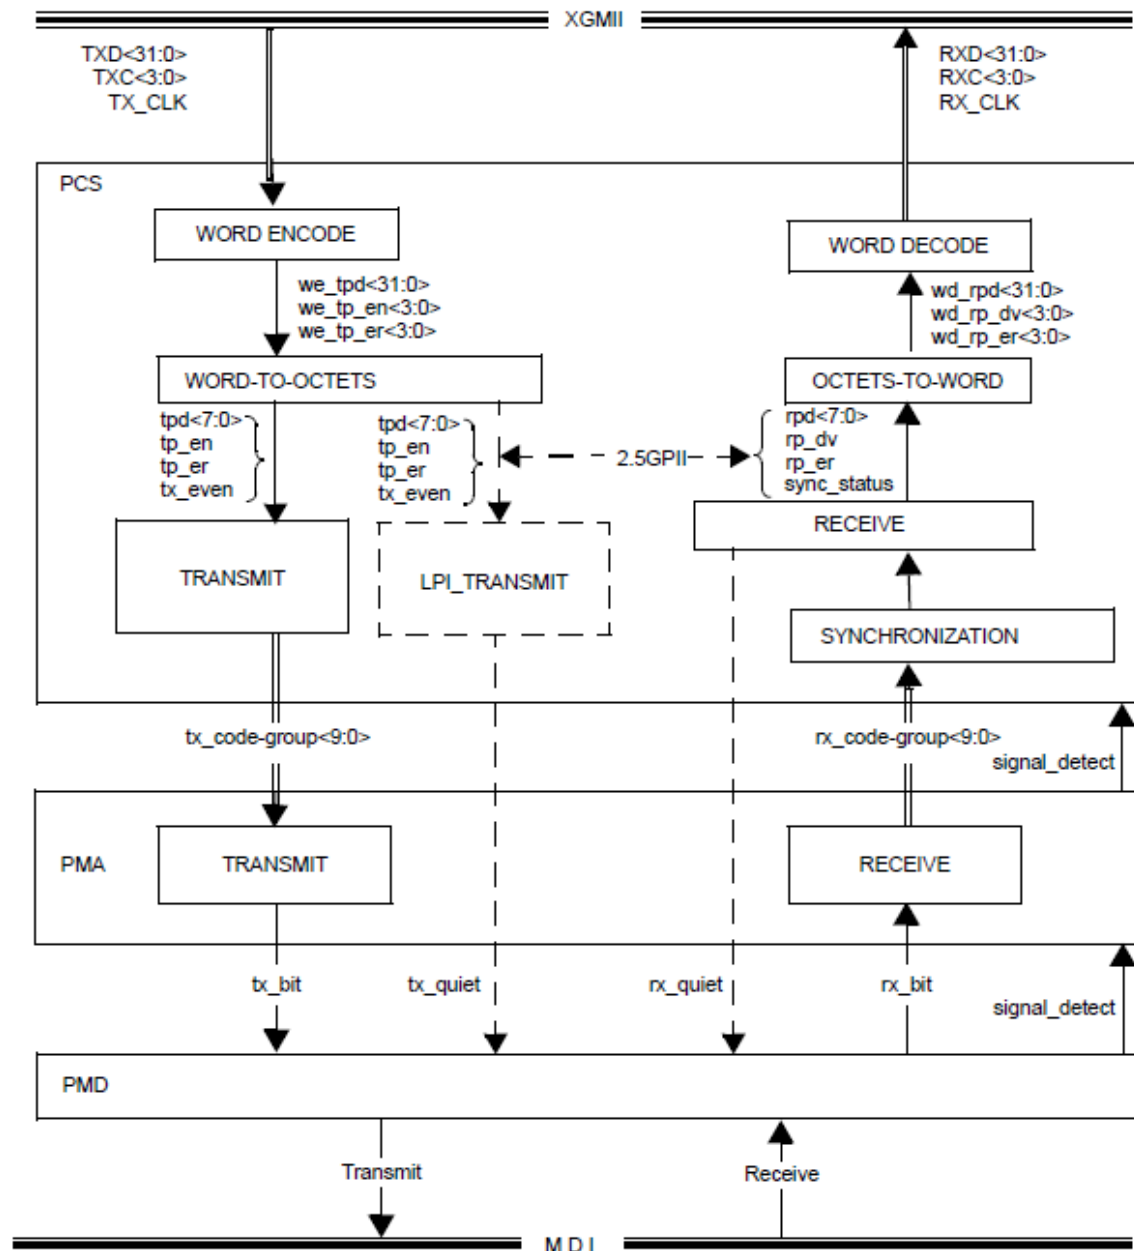 XGMII
TXD<31:0>
TXC<3:0>
TX_CLK
RXD<31:0>
RXC<3:0>
RX_CLK
PCS
WORD ENCODE
WORD DECODE
we_tpd<31:0>
we_tp_en<3:0>
we_tp_er<3:0>
wd_rpd<31:0>
wd_rp_dv<3:0>
wd_rp_er<3:0>
WORD-TO-OCTETS
OCTETS-TO-WORD
tpd<7:0>
tp_en
tp_er
tx_even
tpd<7:0>
tp_en
tp_er
tx_even
2.5GPII
rpd<7:0>
rp_dv
rp_er
sync_status
TRANSMIT
LPI_TRANSMIT
RECEIVE
SYNCHRONIZATION
tx_code-group<9:0>
rx_code-group<9:0>
signal_detect
PMA
TRANSMIT
RECEIVE
tx_bit
tx_quiet
rx_quiet
rx_bit
signal_detect
PMD
Transmit
Receive
M D I